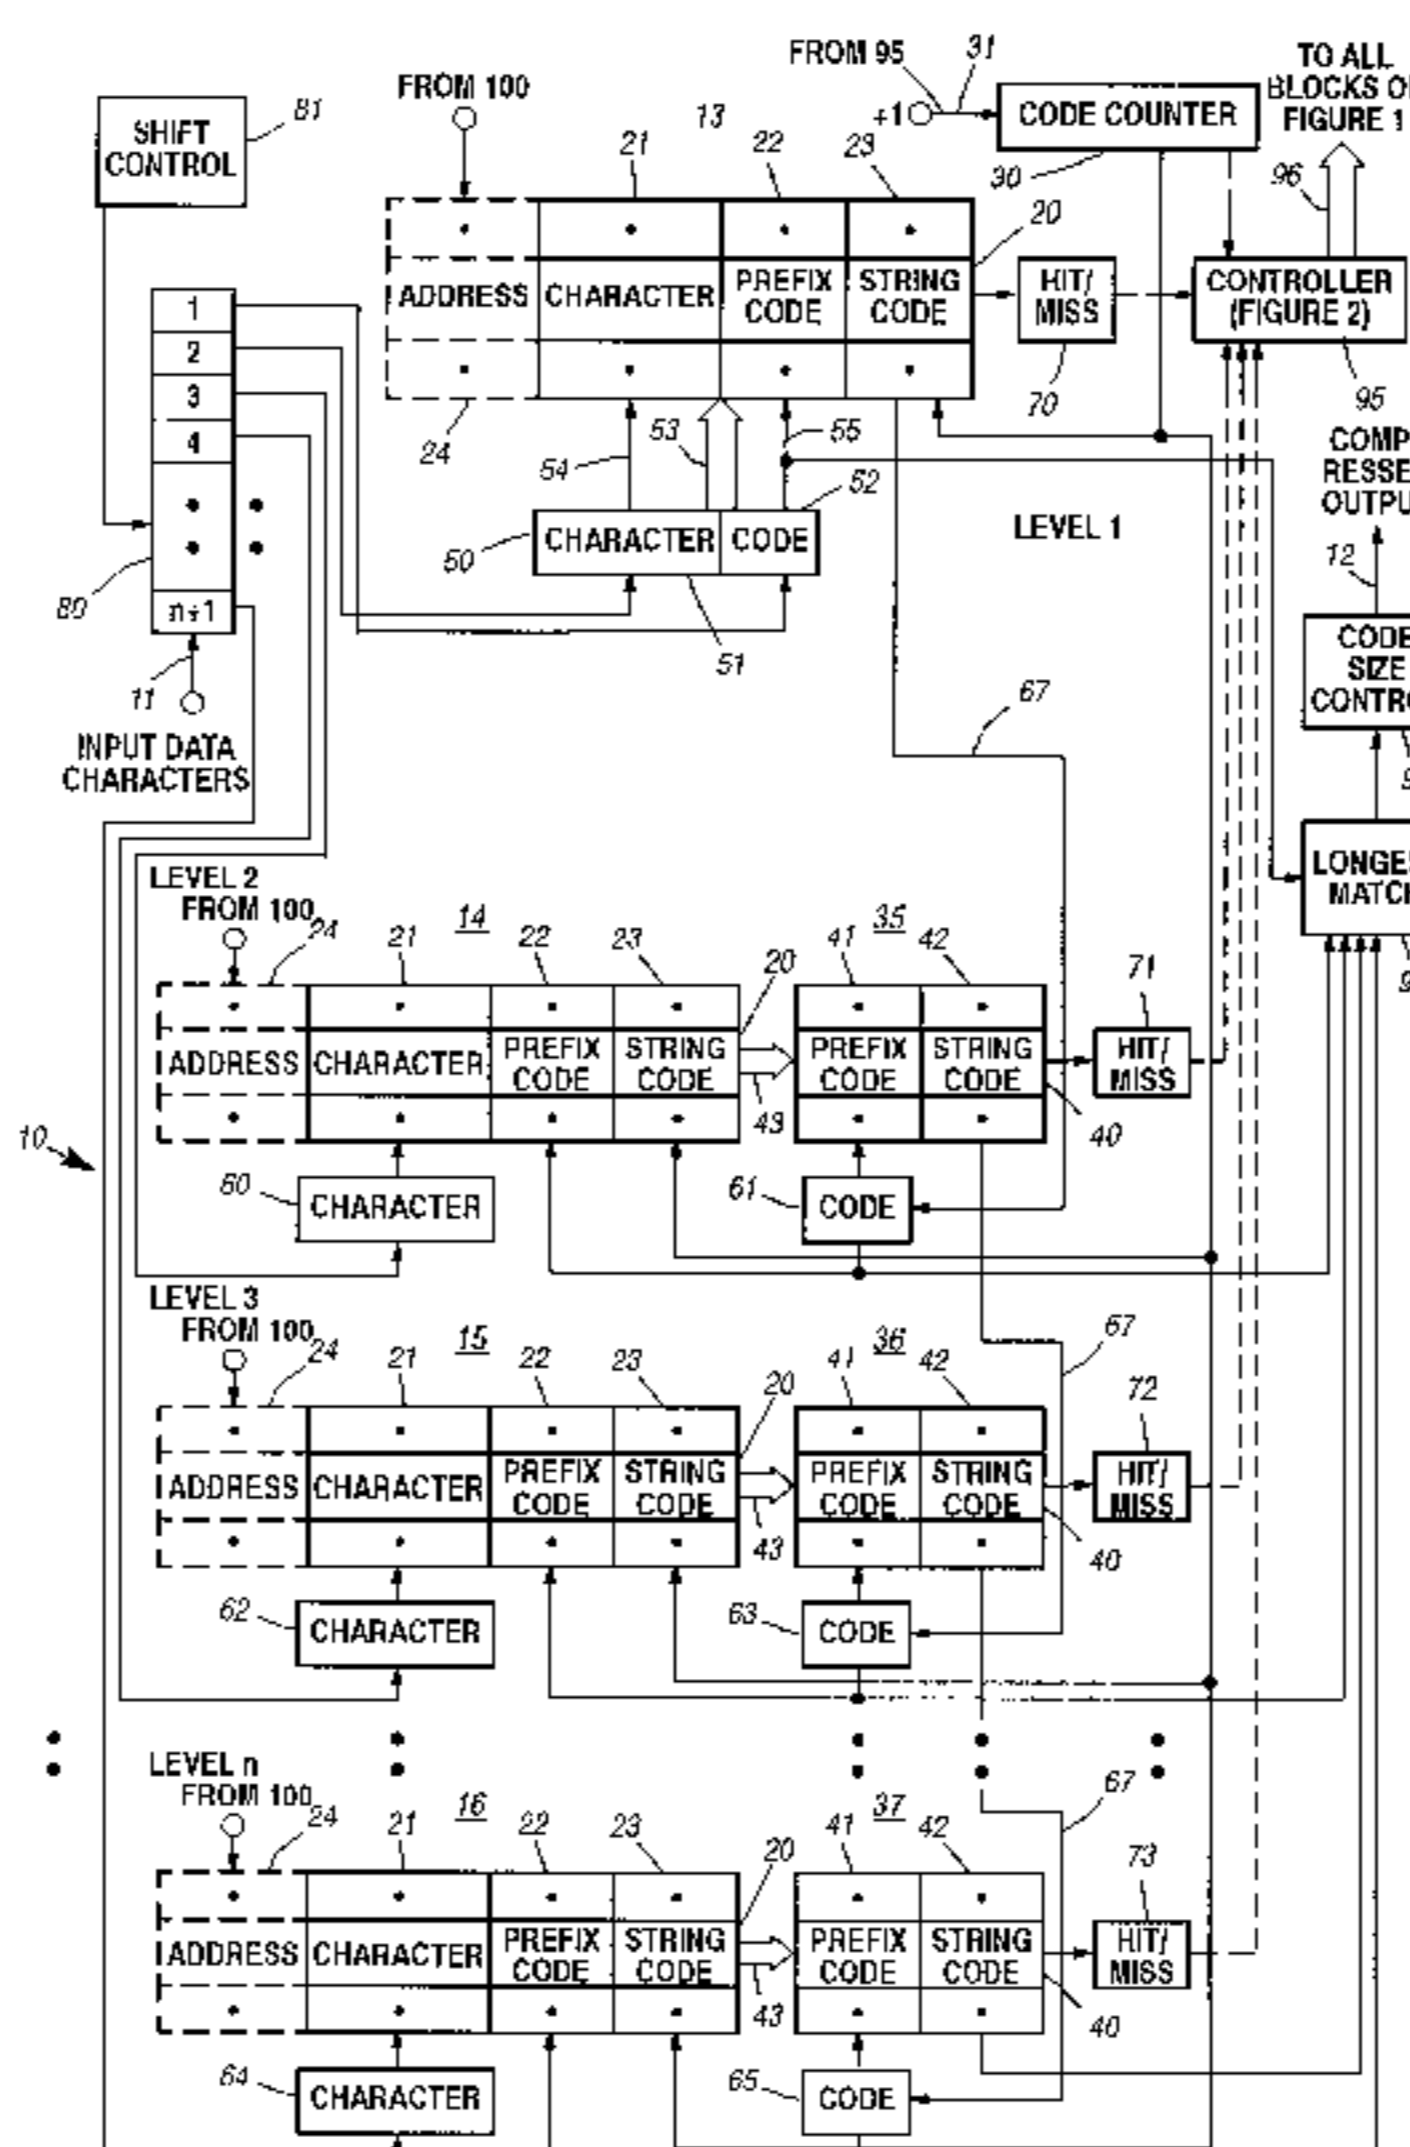 FROM 95
31
TO ALL
BLOCKS O
FIGURE 1
FROM 100
+1
CODE COUNTER
81
SHIFT
CONTROL
13
21
22
23
30
96
20
ADDRESS
CHARACTER
PREFIX
CODE
STRING
CODE
HIT/
MISS
CONTROLLER
(FIGURE 2)
1
2
3
4
n+1
24
54
53
55
70
95
COMP
RESSE
OUTPU
52
50
CHARACTER
CODE
LEVEL 1
12
80
51
11
INPUT DATA
CHARACTERS
CODE
SIZE
CONTR
67
9
LEVEL 2
FROM 100
24
21
14
22
23
20
41
35
42
71
LONGE
MATC
9
ADDRESS
CHARACTER
PREFIX
CODE
STRING
CODE
43
PREFIX
CODE
STRING
CODE
HIT/
MISS
40
10
60
CHARACTER
61
CODE
LEVEL 3
FROM 100
24
21
15
22
23
20
41
36
42
67
72
ADDRESS
CHARACTER
PREFIX
CODE
STRING
CODE
43
PREFIX
CODE
STRING
CODE
HIT/
MISS
40
62
CHARACTER
63
CODE
LEVEL n
FROM 100
24
21
16
22
23
20
41
37
42
67
73
ADDRESS
CHARACTER
PREFIX
CODE
STRING
CODE
43
PREFIX
CODE
STRING
CODE
HIT/
MISS
40
64
CHARACTER
65
CODE